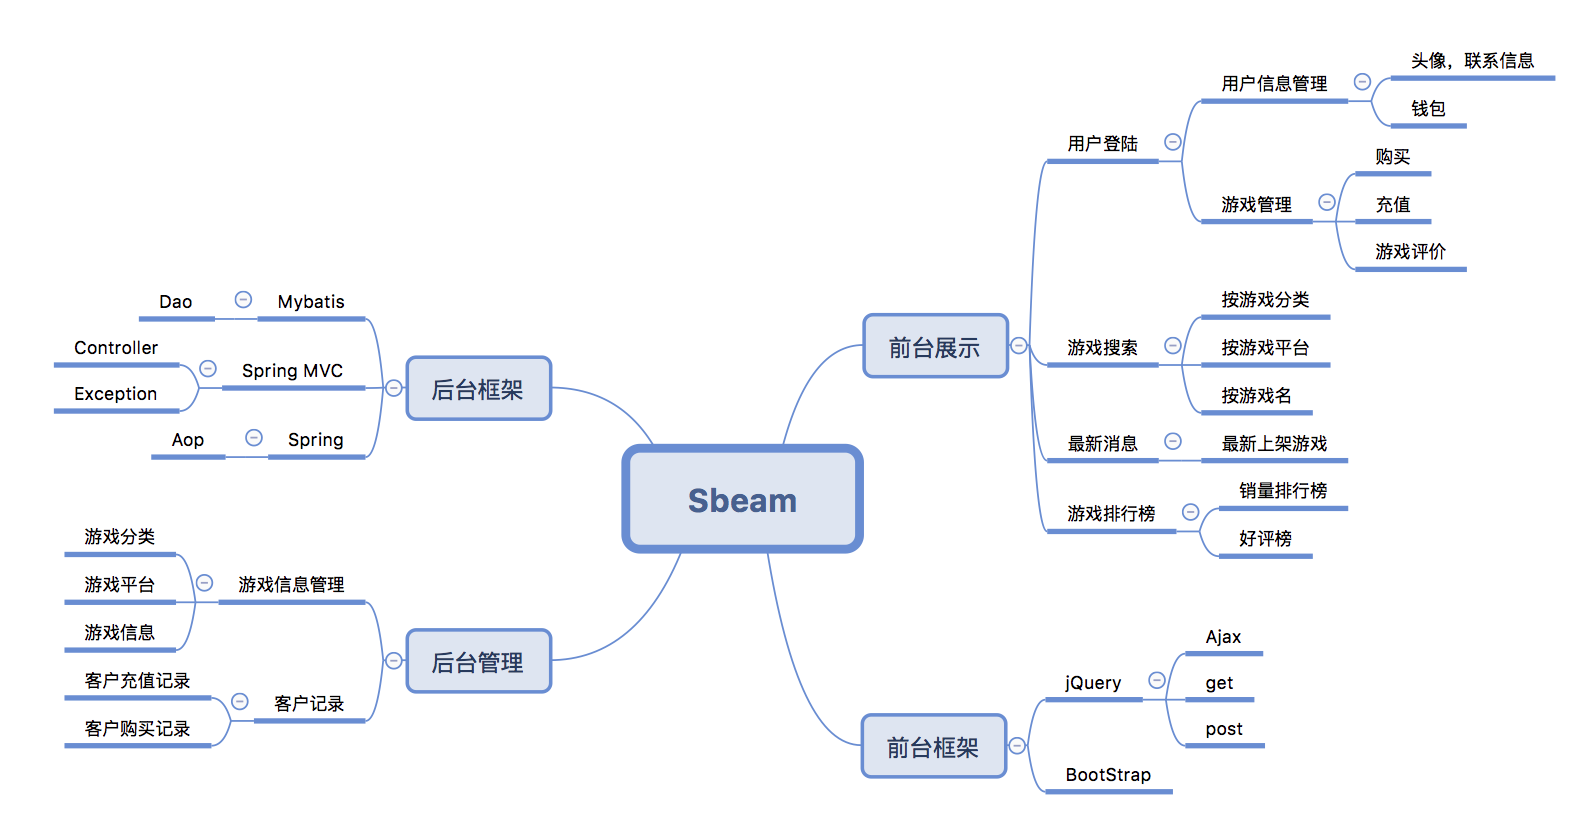 Sbeam
前台展示
用户登陆
用户信息管理
头像，联系信息
钱包
游戏管理
购买
充值
游戏评价
游戏搜索
按游戏分类
按游戏平台
按游戏名
最新消息
最新上架游戏
游戏排行榜
销量排行榜
好评榜
前台框架
jQuery
Ajax
get
post
BootStrap
后台框架
Mybatis
Dao
Spring MVC
Controller
Exception
Spring
Aop
后台管理
游戏信息管理
游戏分类
游戏平台
游戏信息
客户记录
客户充值记录
客户购买记录